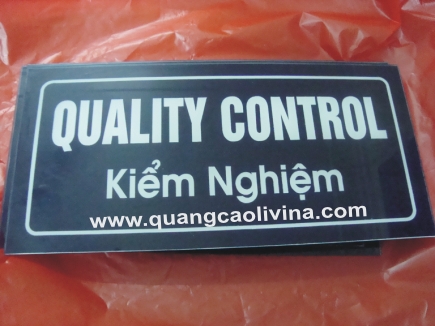 QUALITY CONTROL
Kiểm Nghiệm
www.quangcaolivina.com